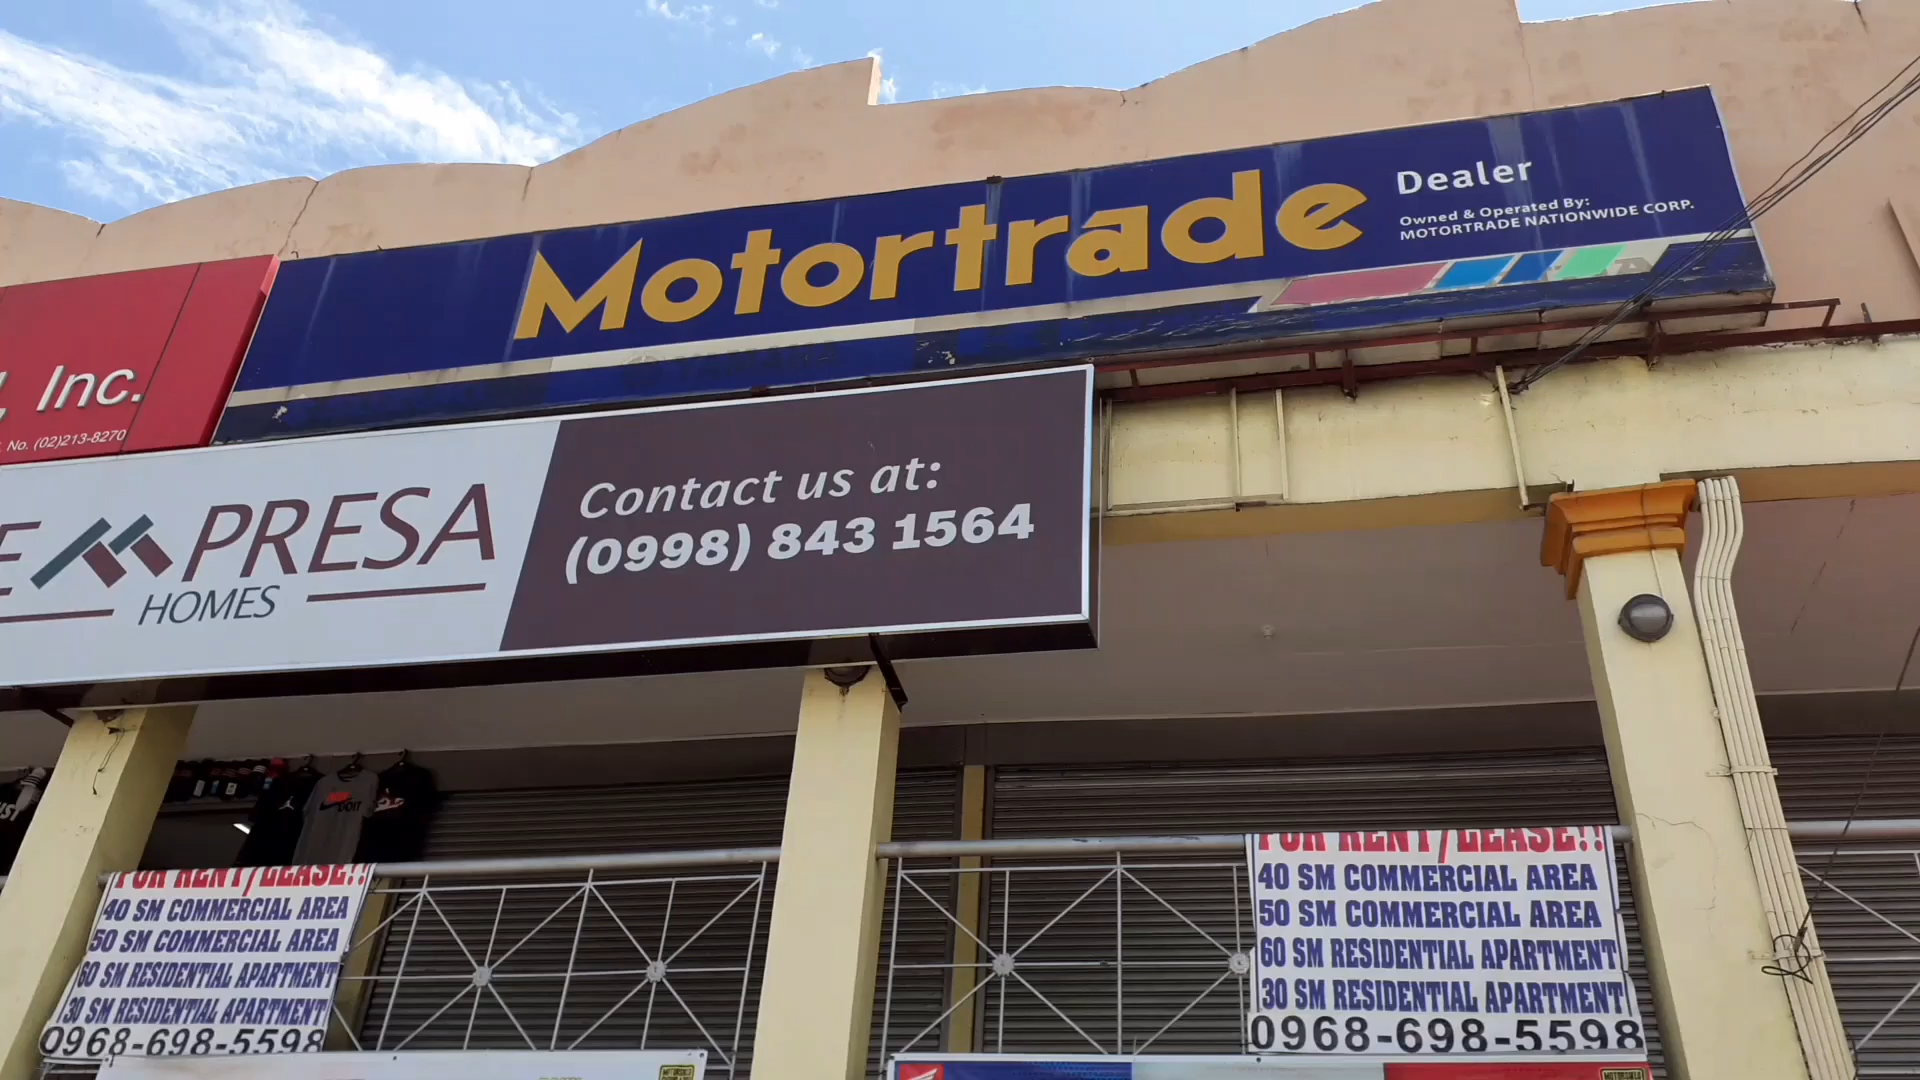 Motortrade
Dealer
Owned & Operated By:
MOTORTRADE NATIONWIDE CORP.
Inc.
No. (02)213-8270
E PRESA
HOMES
Contact us at:
(0998) 843 1564
FOR RENT/LEASE!!
40 SM COMMERCIAL AREA
50 SM COMMERCIAL AREA
60 SM RESIDENTIAL APARTMENT
30 SM RESIDENTIAL APARTMENT
0968-698-5598
FOR RENT/LEASE!!
40 SM COMMERCIAL AREA
50 SM COMMERCIAL AREA
60 SM RESIDENTIAL APARTMENT
30 SM RESIDENTIAL APARTMENT
0968-698-5598